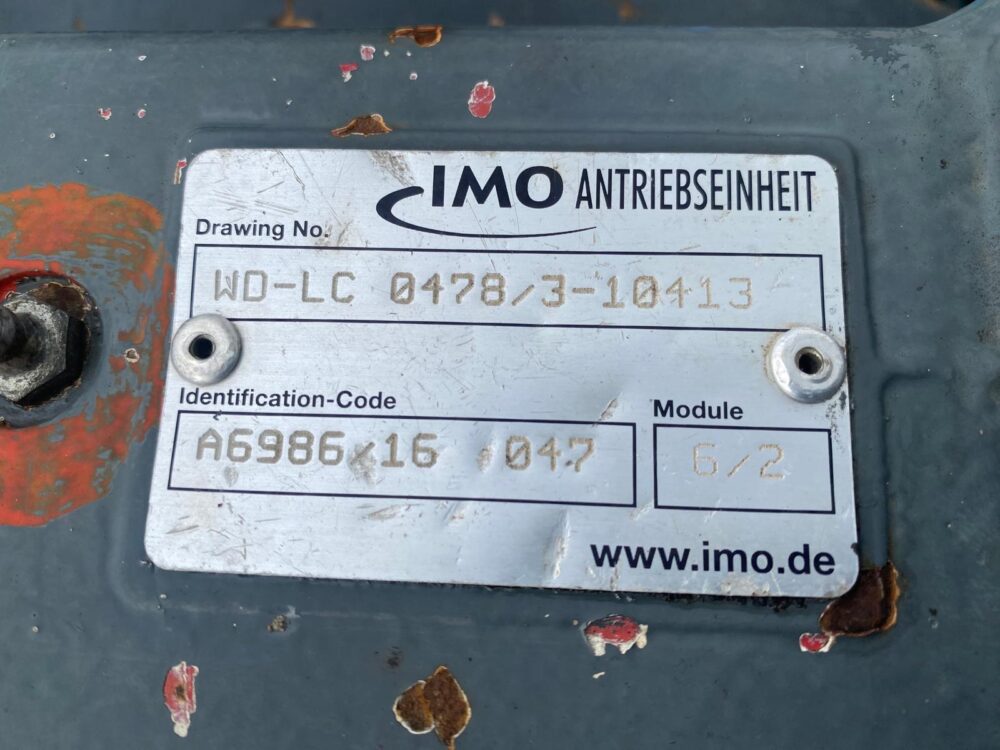 IMO ANTRIEBSEINHEIT
Drawing No.
WD-LC 0478/3-10413
Identification-Code
Module
A6986/16 047
6/2
www.imo.de